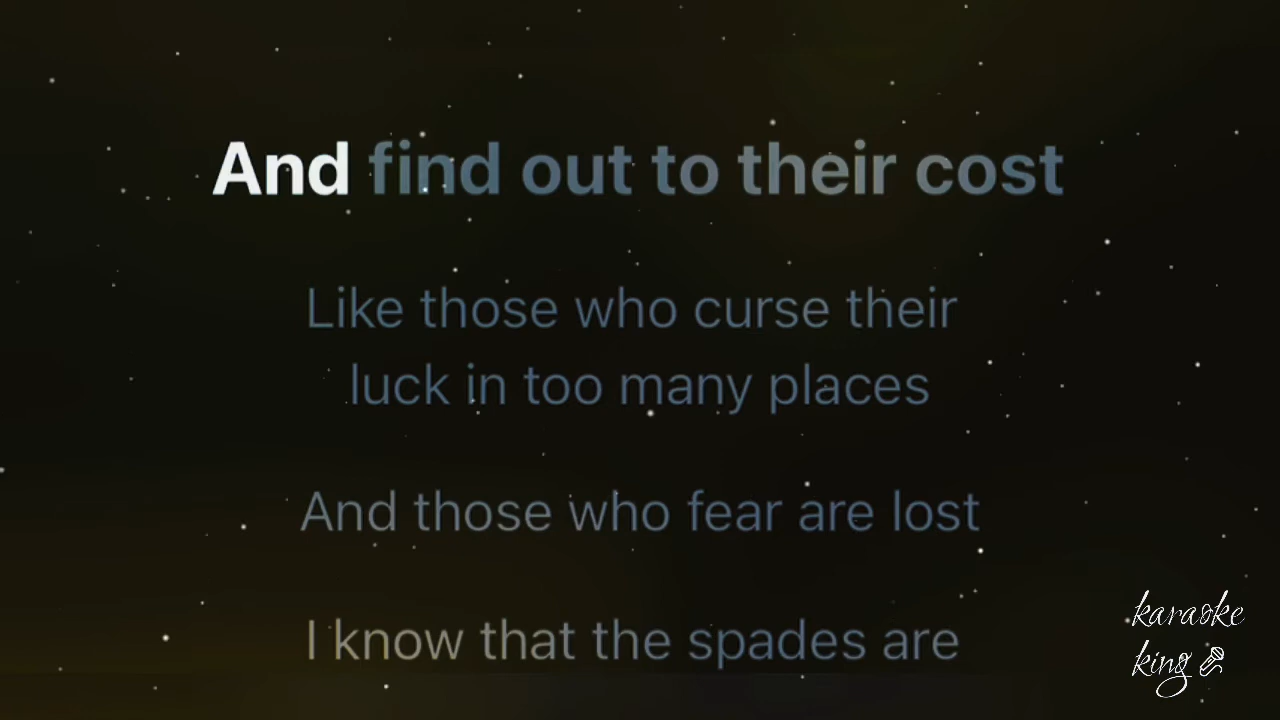 And find out to their cost
Like those who curse their
luck in too many places
And those who fear are lost
I know that the spades are
karaoke
king